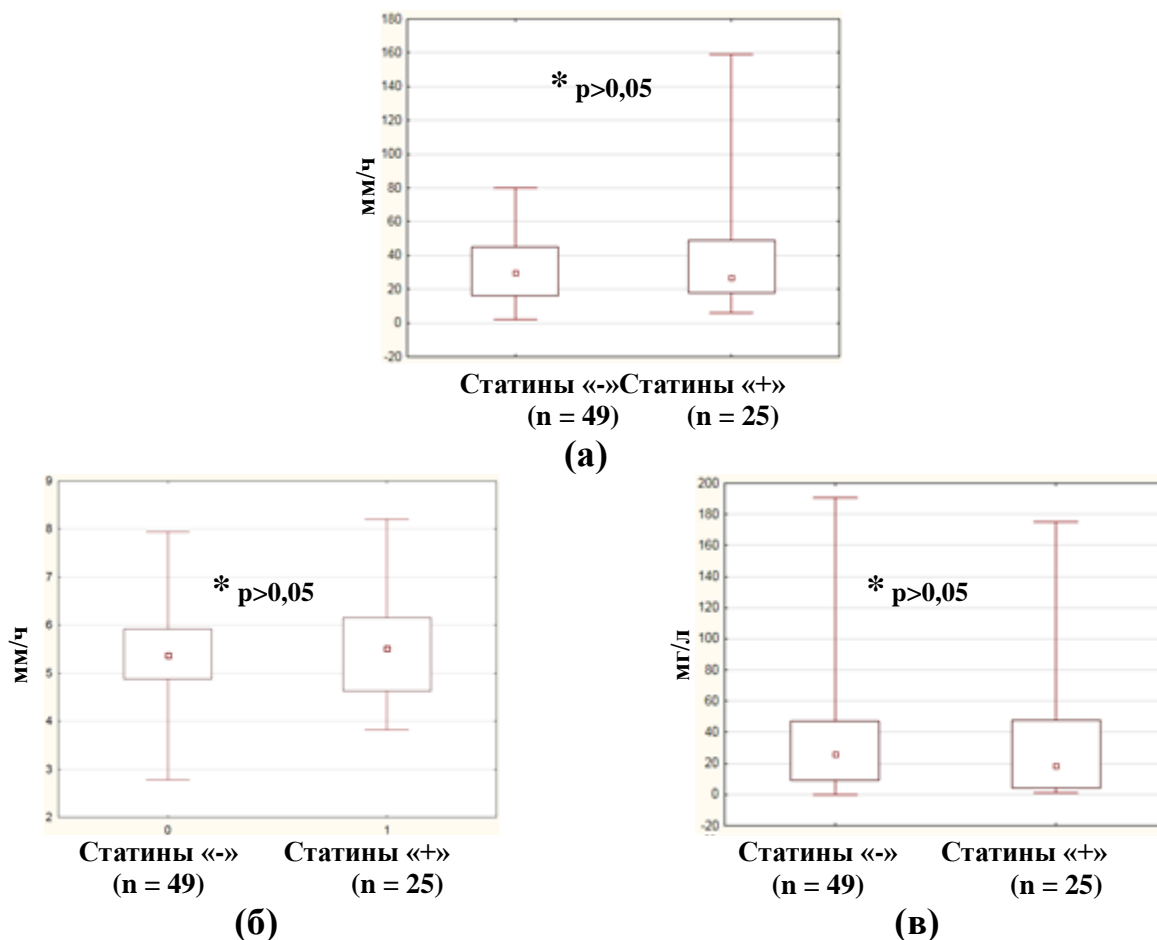 180
160
140
120
100
80
60
40
20
0
-20
мм/ч
* p>0,05
Статины «-»Статины «+»
(n = 49) (n = 25)
(а)
9
8
7
6
5
4
3
2
мм/ч
* p>0,05
0 1
Статины «-» Статины «+»
(n = 49) (n = 25)
(б)
200
180
160
140
120
100
80
60
40
20
0
-20
мг/л
* p>0,05
Статины «-» Статины «+»
(n = 49) (n = 25)
(в)